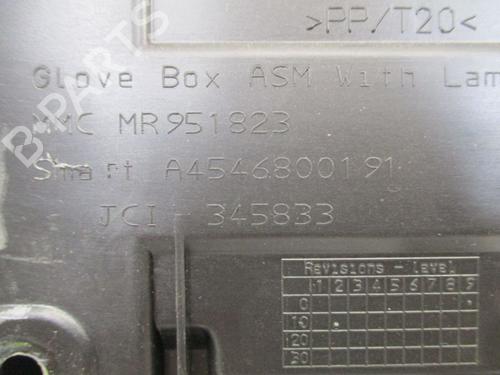 >PP/T20<
Glove Box ASM With Lam
MMC MR951823
Smart A4546800191
JCI - 345833
Revisions - level
1 2 3 4 5 6 7 8 9
0
10
20
30
B-PARTS